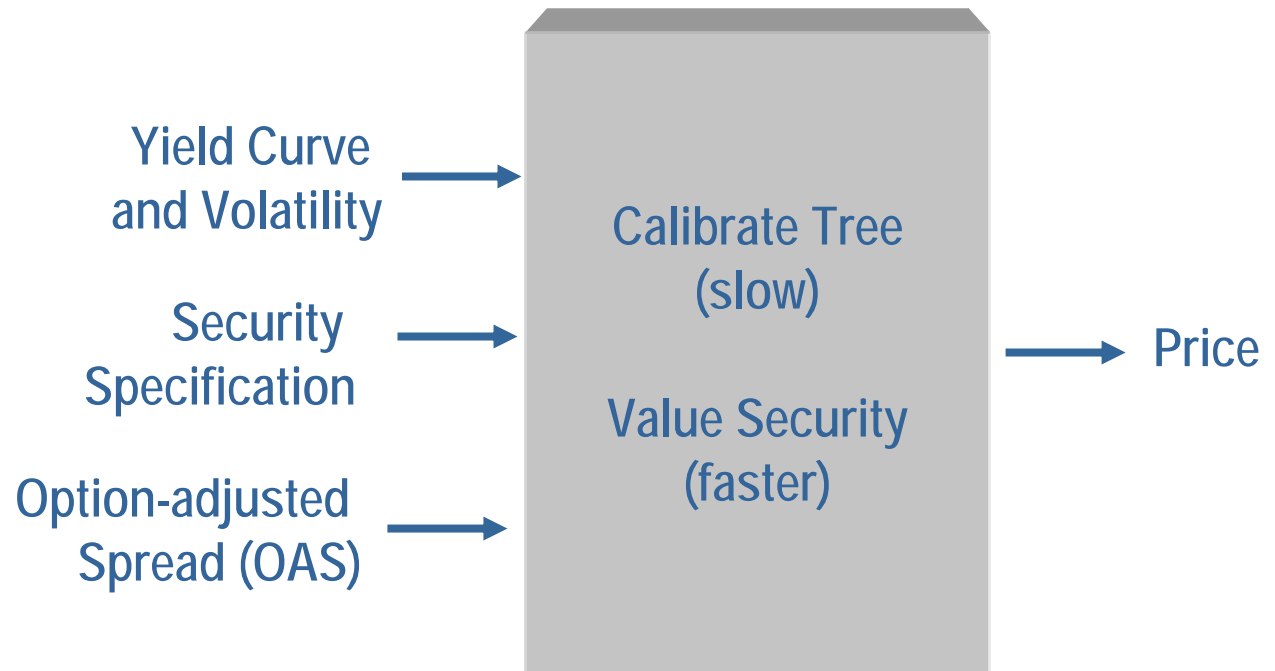 Yield Curve
and Volatility
Security
Specification
Option-adjusted
Spread (OAS)
Calibrate Tree
(slow)
Value Security
(faster)
Price